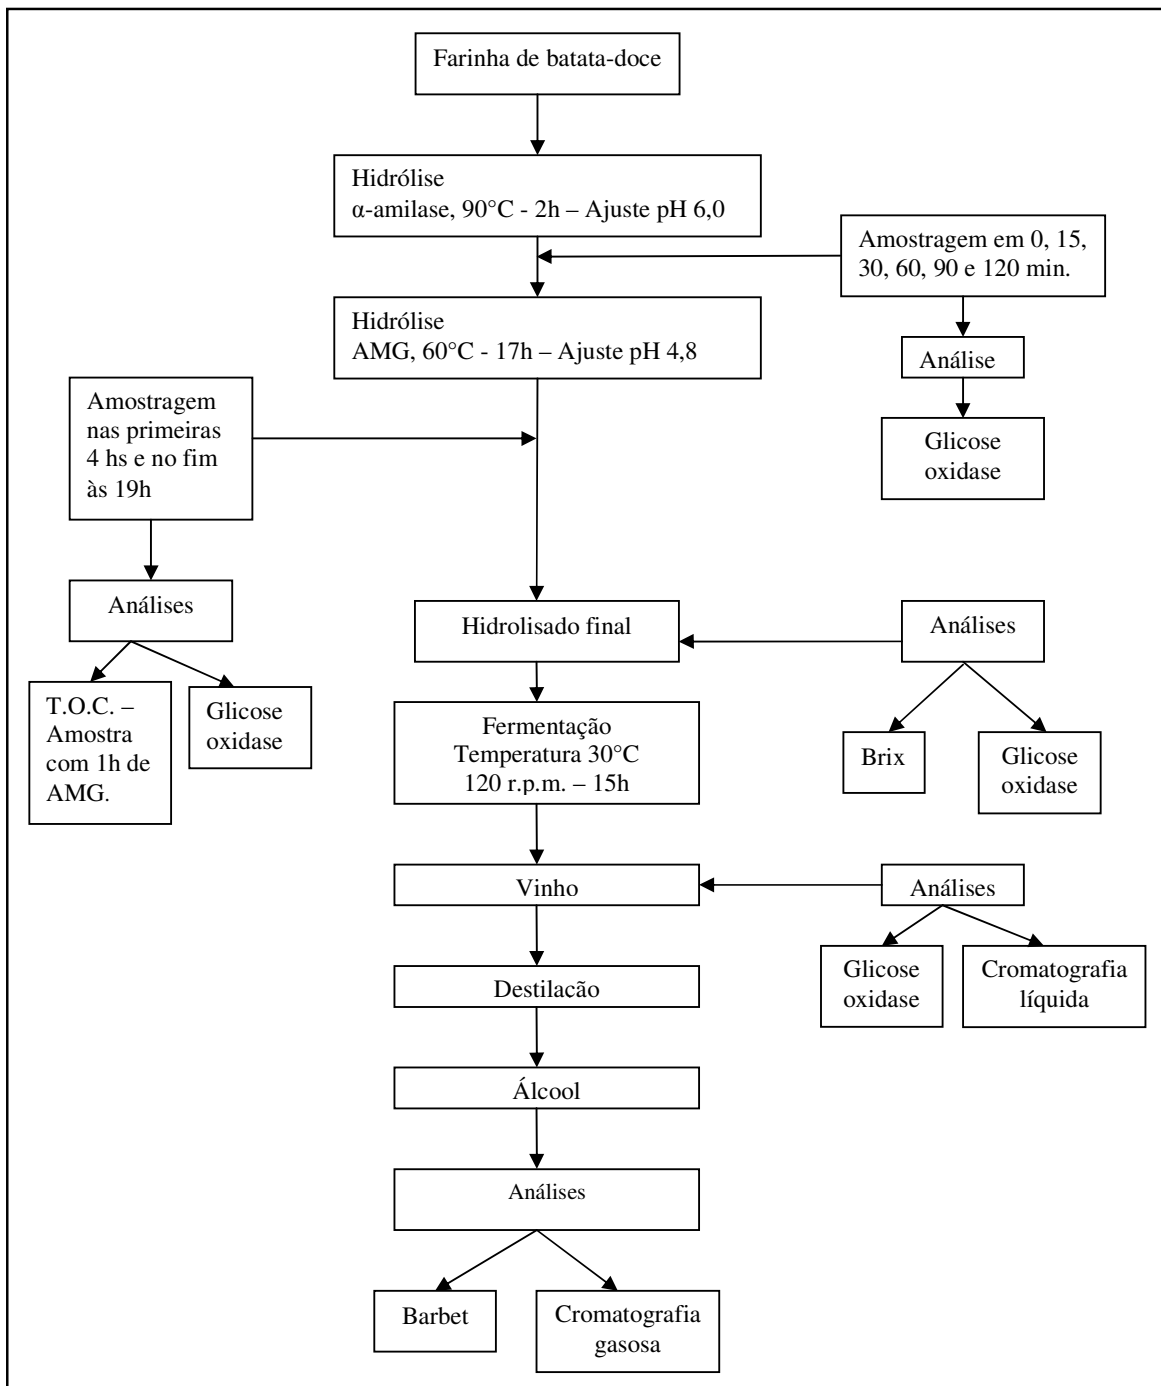 Farinha de batata-doce
Hidrólise
α-amilase, 90°C - 2h – Ajuste pH 6,0
Amostragem em 0, 15,
30, 60, 90 e 120 min.
Hidrólise
AMG, 60°C - 17h – Ajuste pH 4,8
Análise
Glicose
oxidase
Amostragem
nas primeiras
4 hs e no fim
às 19h
Análises
T.O.C. –
Amostra
com 1h de
AMG.
Glicose
oxidase
Hidrolisado final
Análises
Brix
Glicose
oxidase
Fermentação
Temperatura 30°C
120 r.p.m. – 15h
Vinho
Análises
Glicose
oxidase
Cromatografia
líquida
Destilacão
Álcool
Análises
Barbet
Cromatografia
gasosa